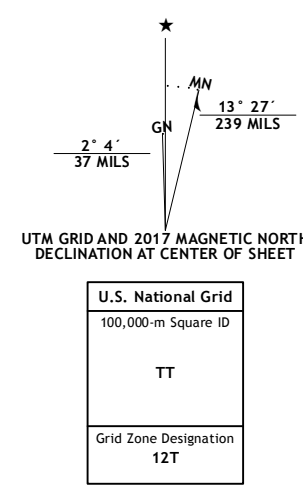 MN
GN
13° 27´
239 MILS
2° 4´
37 MILS
UTM GRID AND 2017 MAGNETIC NORTH
DECLINATION AT CENTER OF SHEET
U.S. National Grid
100,000-m Square ID
TT
Grid Zone Designation
12T